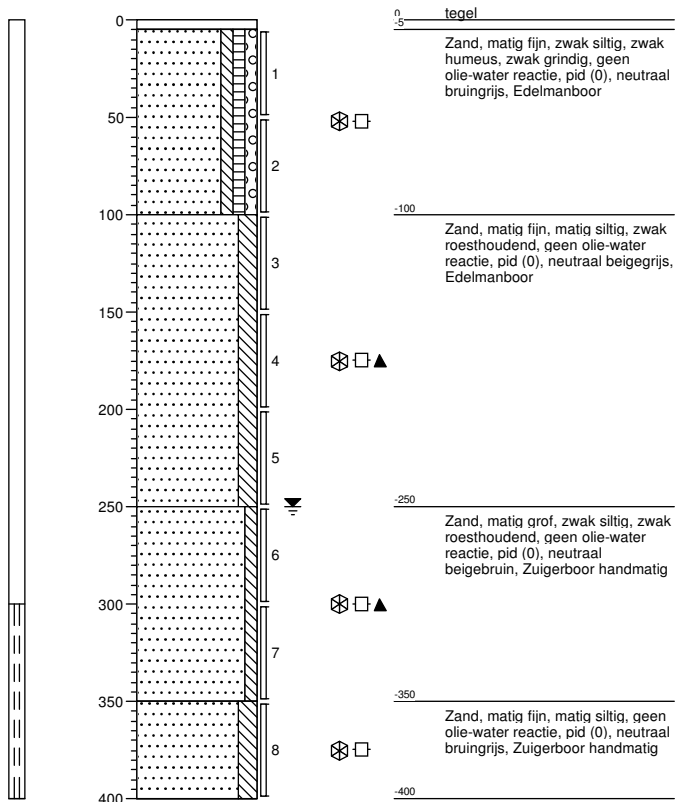 0
50
100
150
200
250
300
350
400
1
2
3
4
5
6
7
8
0
tegel
-5
Zand, matig fijn, zwak siltig, zwak
humeus, zwak grindig, geen
olie-water reactie, pid (0), neutraal
bruingrijs, Edelmanboor
-100
Zand, matig fijn, matig siltig, zwak
roesthoudend, geen olie-water
reactie, pid (0), neutraal beigegrijs,
Edelmanboor
-250
Zand, matig grof, zwak siltig, zwak
roesthoudend, geen olie-water
reactie, pid (0), neutraal
beigebruin, Zuigerboor handmatig
-350
Zand, matig fijn, matig siltig, geen
olie-water reactie, pid (0), neutraal
bruingrijs, Zuigerboor handmatig
-400